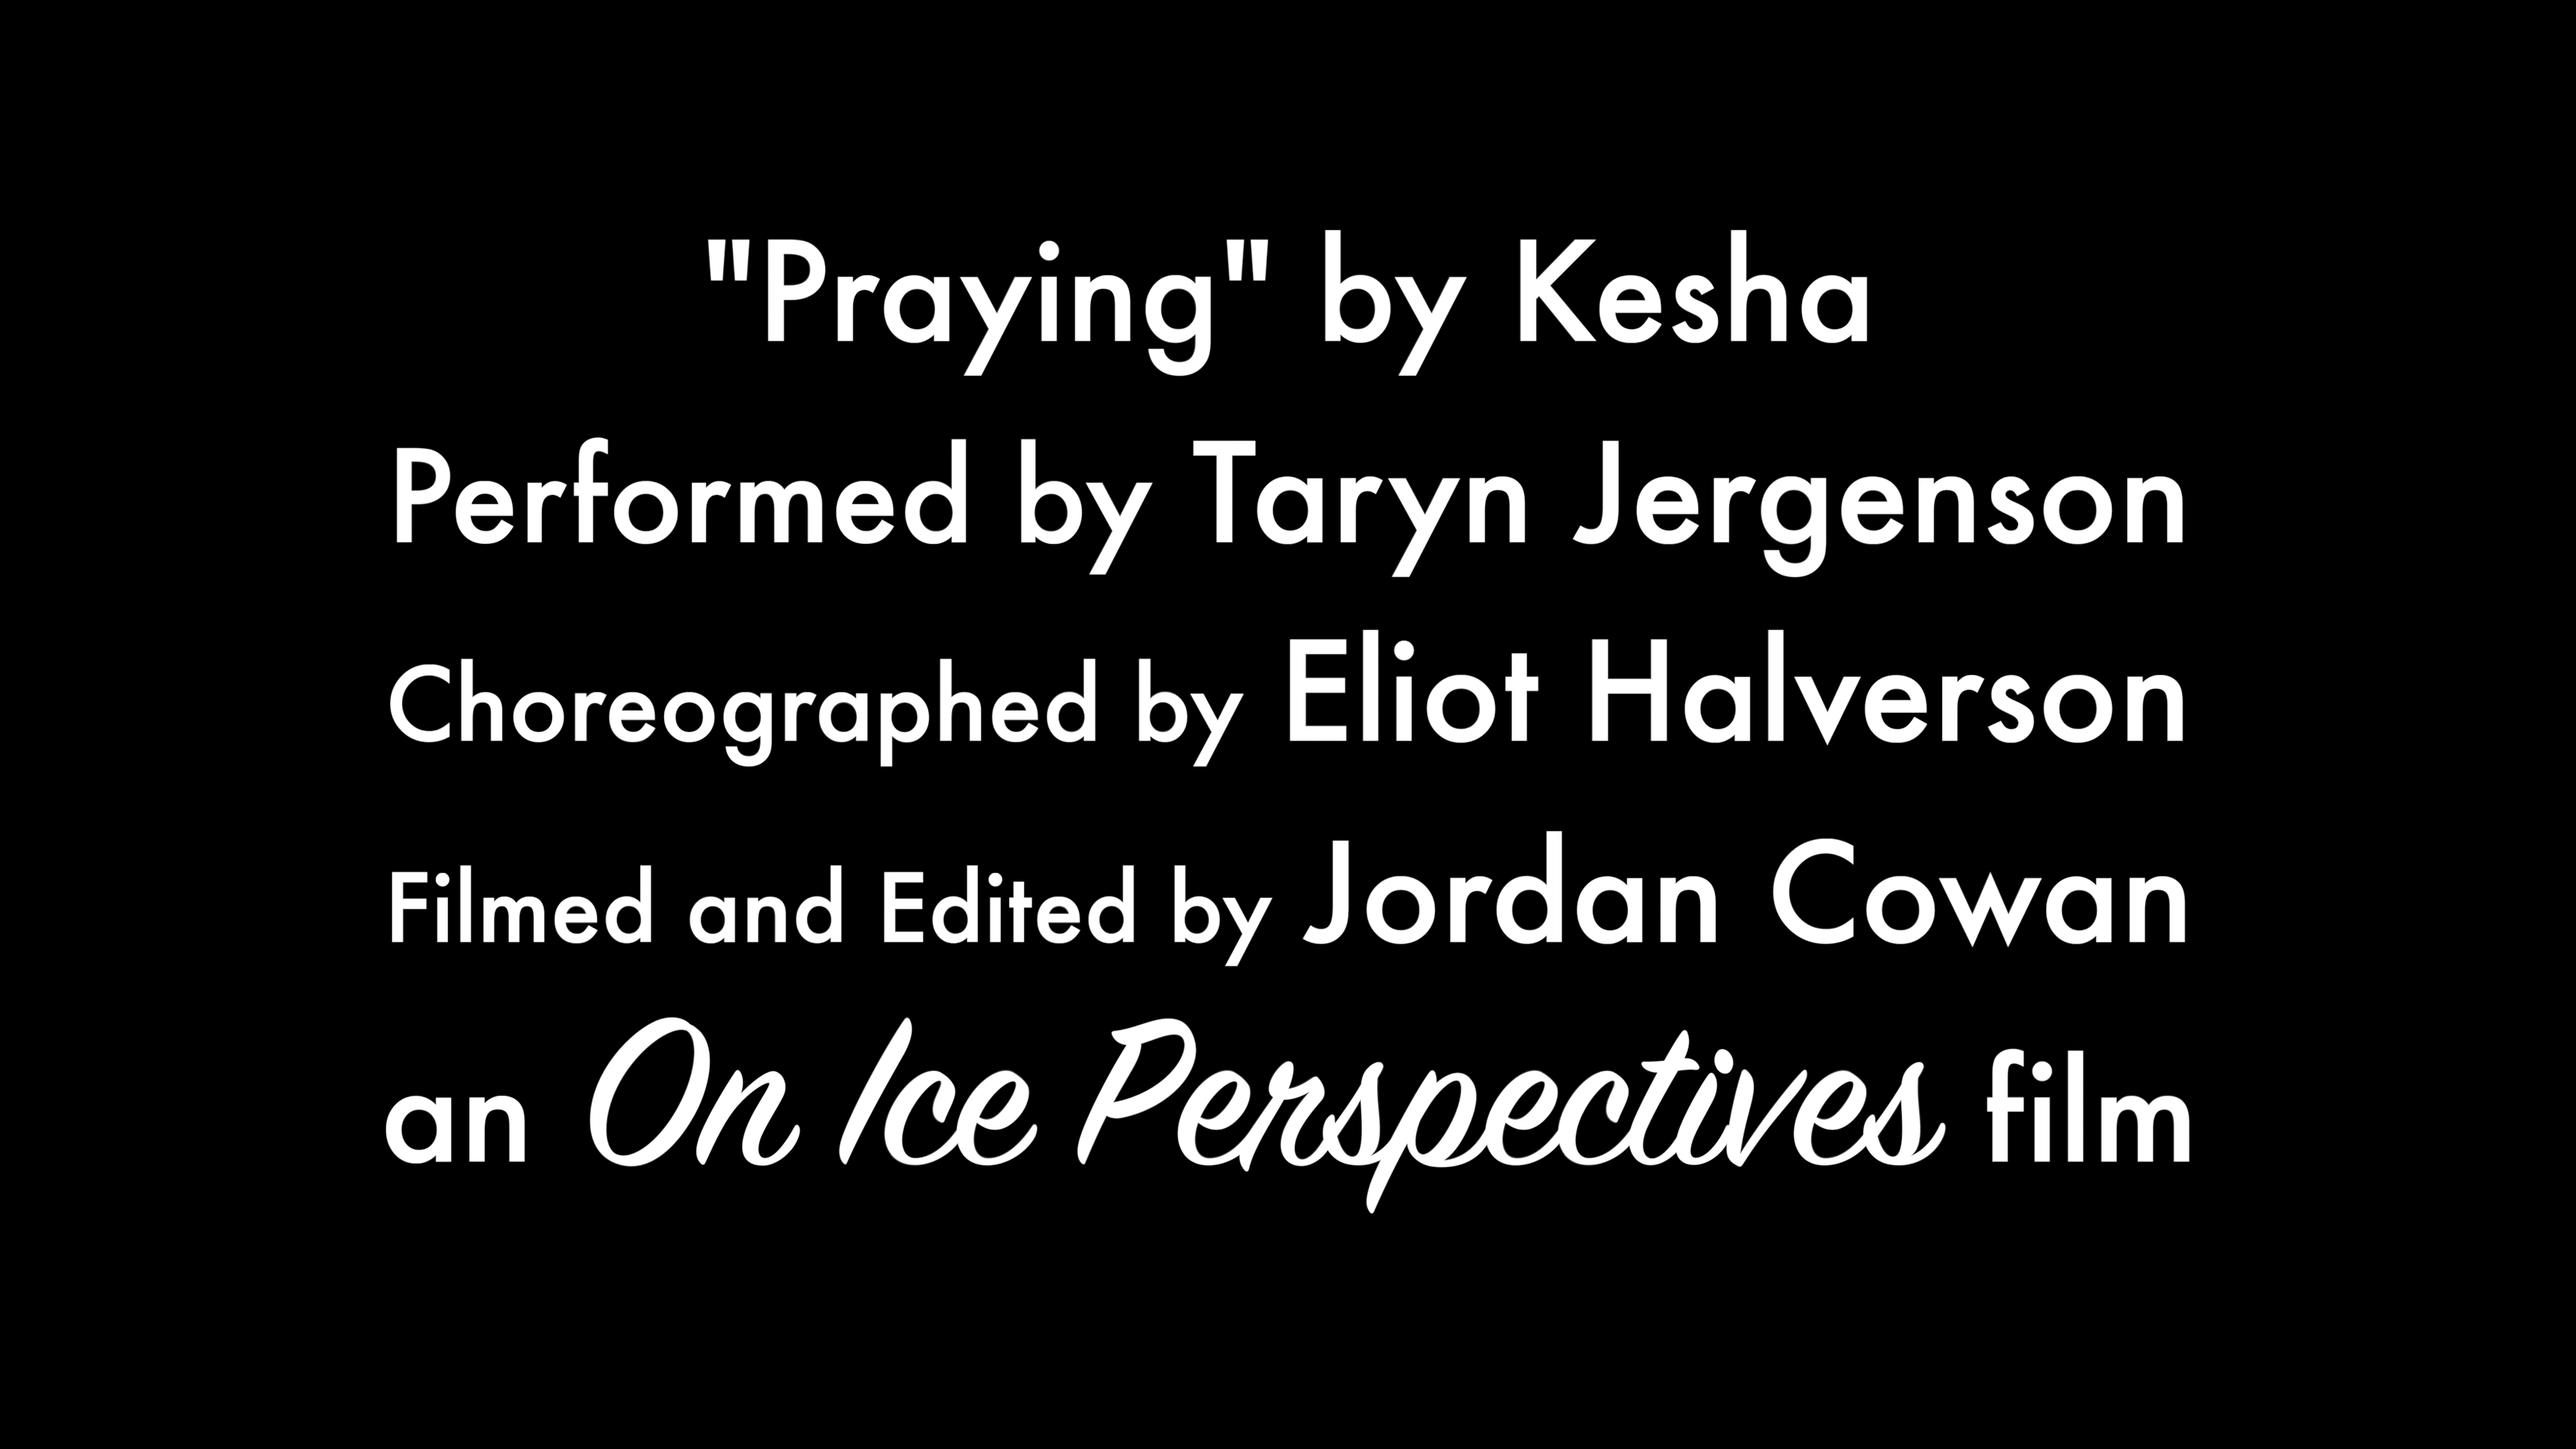 "Praying" by Kesha
Performed by Taryn Jergenson
Choreographed by Eliot Halverson
Filmed and Edited by Jordan Cowan
an On Ice Perspectives film